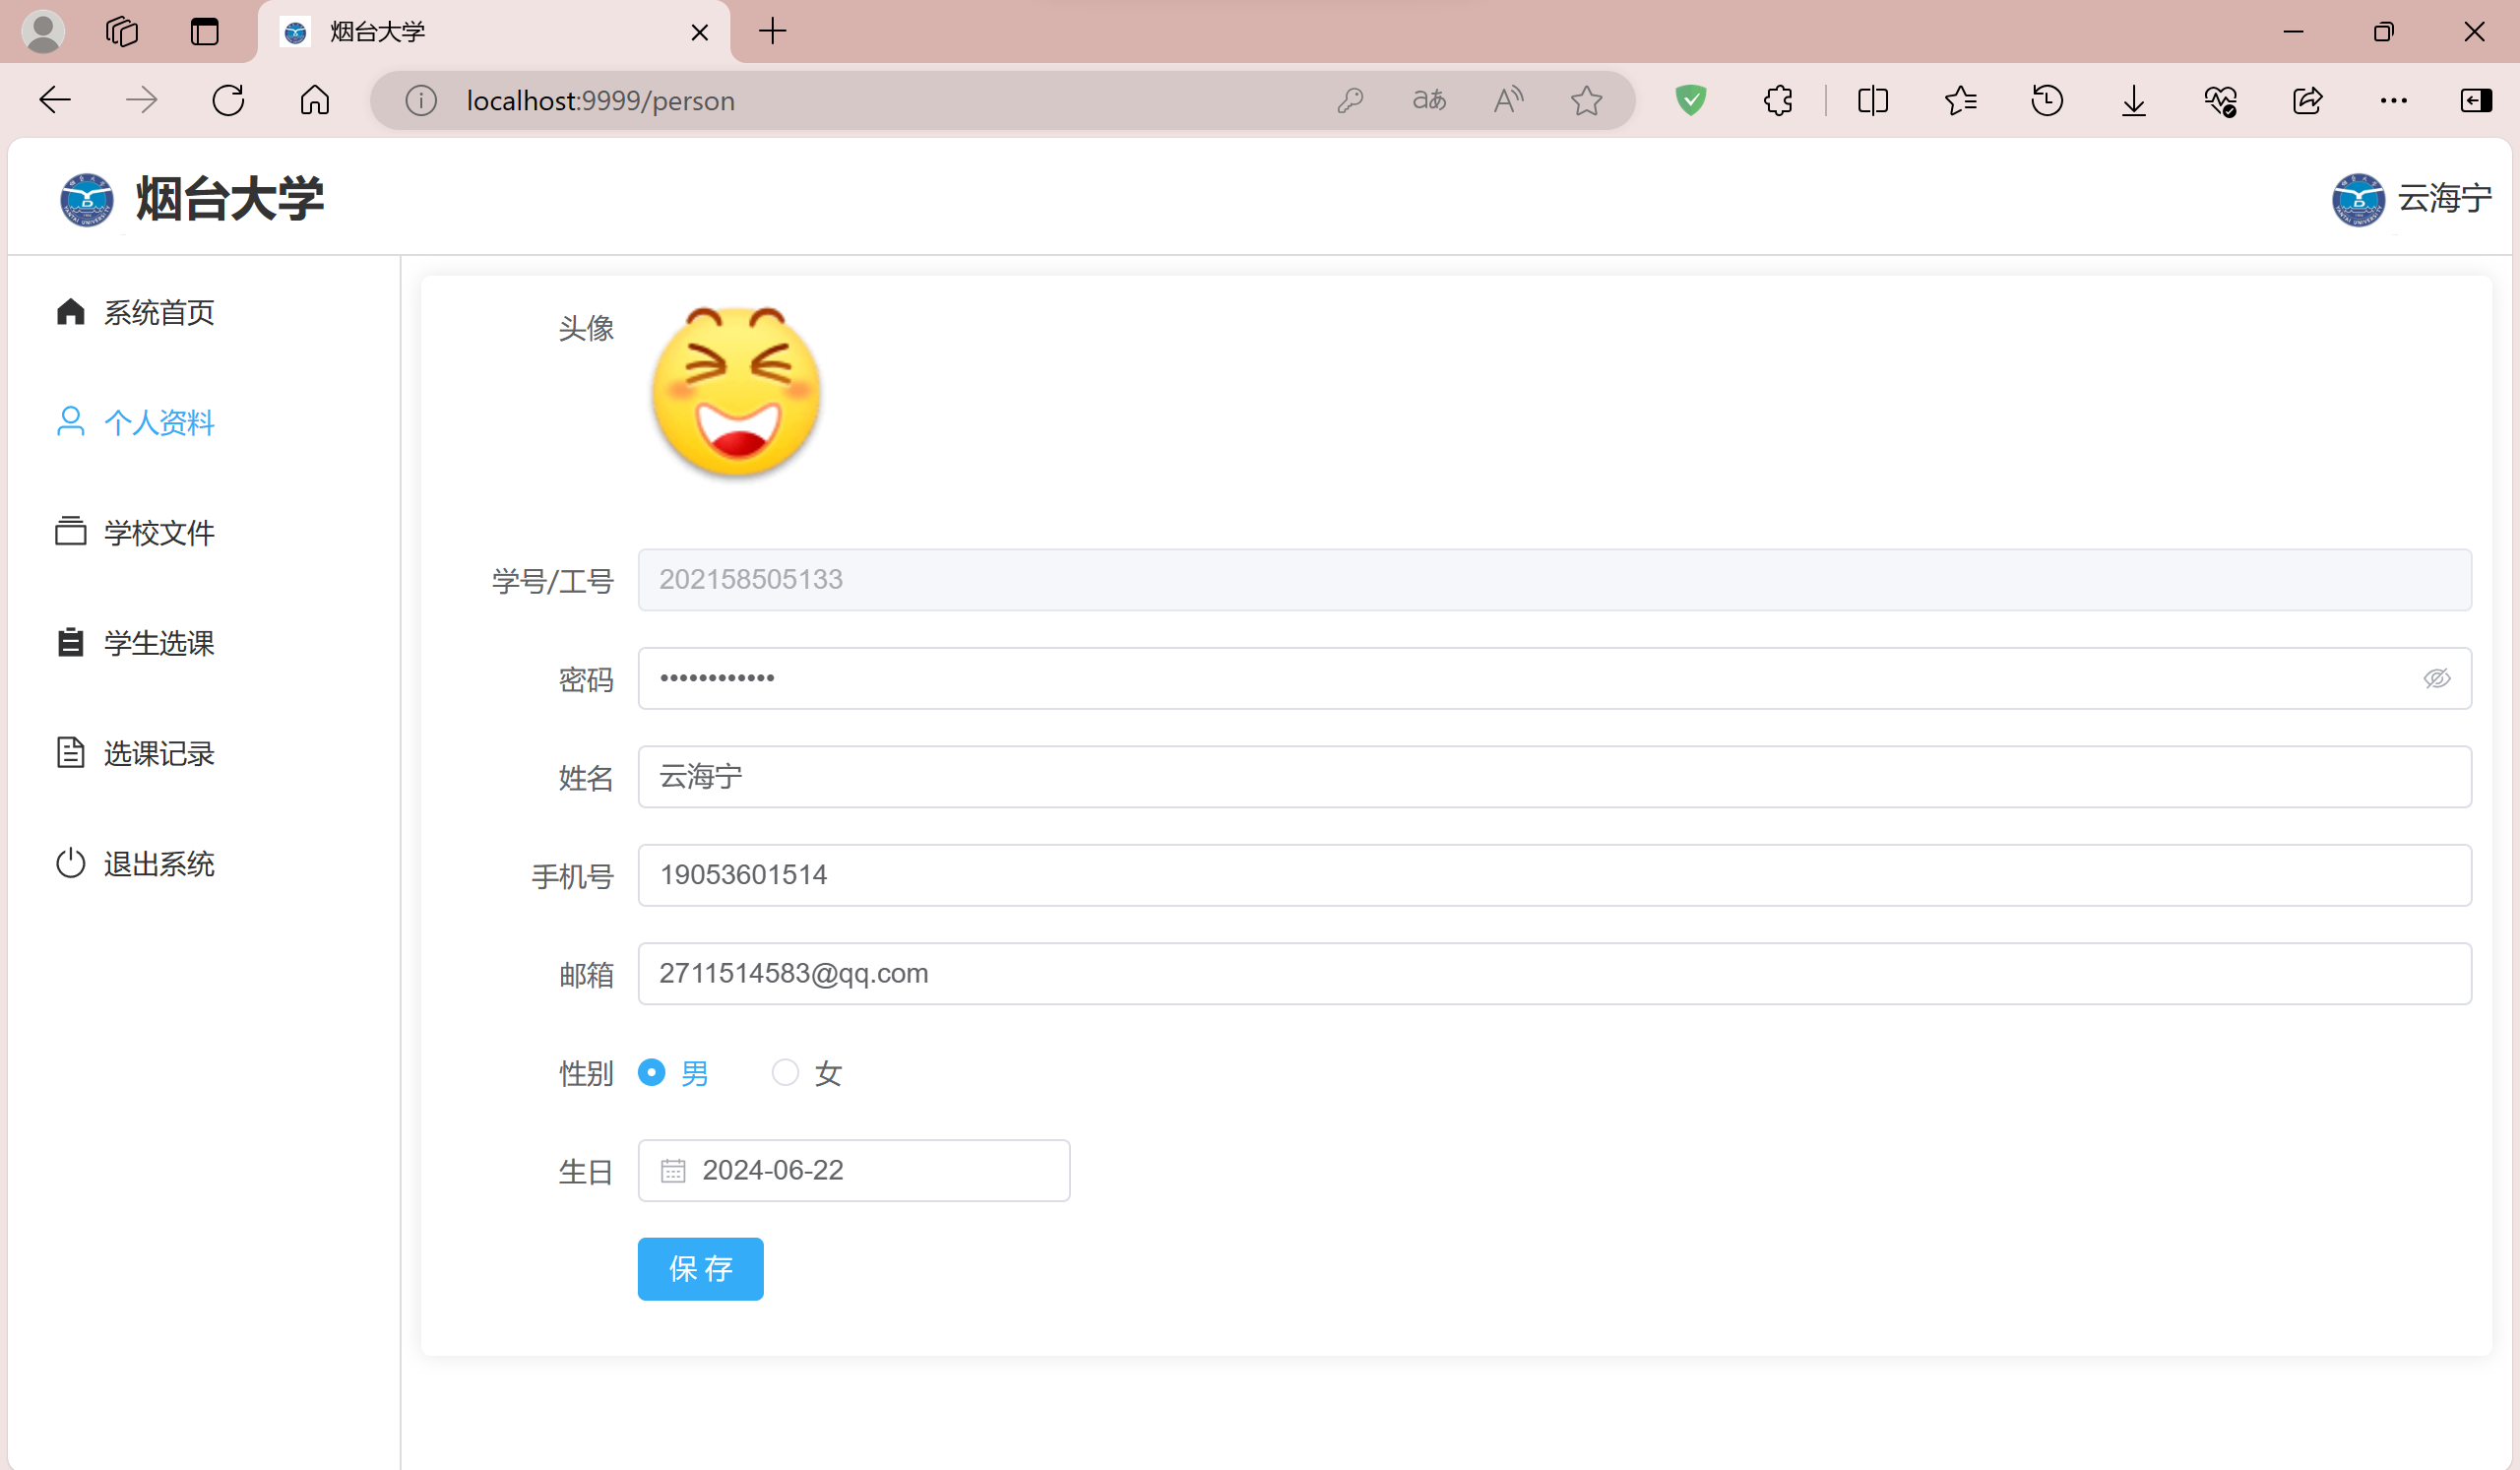 烟台大学
localhost:9999/person
烟台大学
云海宁
系统首页
个人资料
学校文件
学生选课
选课记录
退出系统
头像
学号/工号 202158505133
密码 ••••••••••••
姓名 云海宁
手机号 19053601514
邮箱 2711514583@qq.com
性别 男 女
生日 2024-06-22
保 存